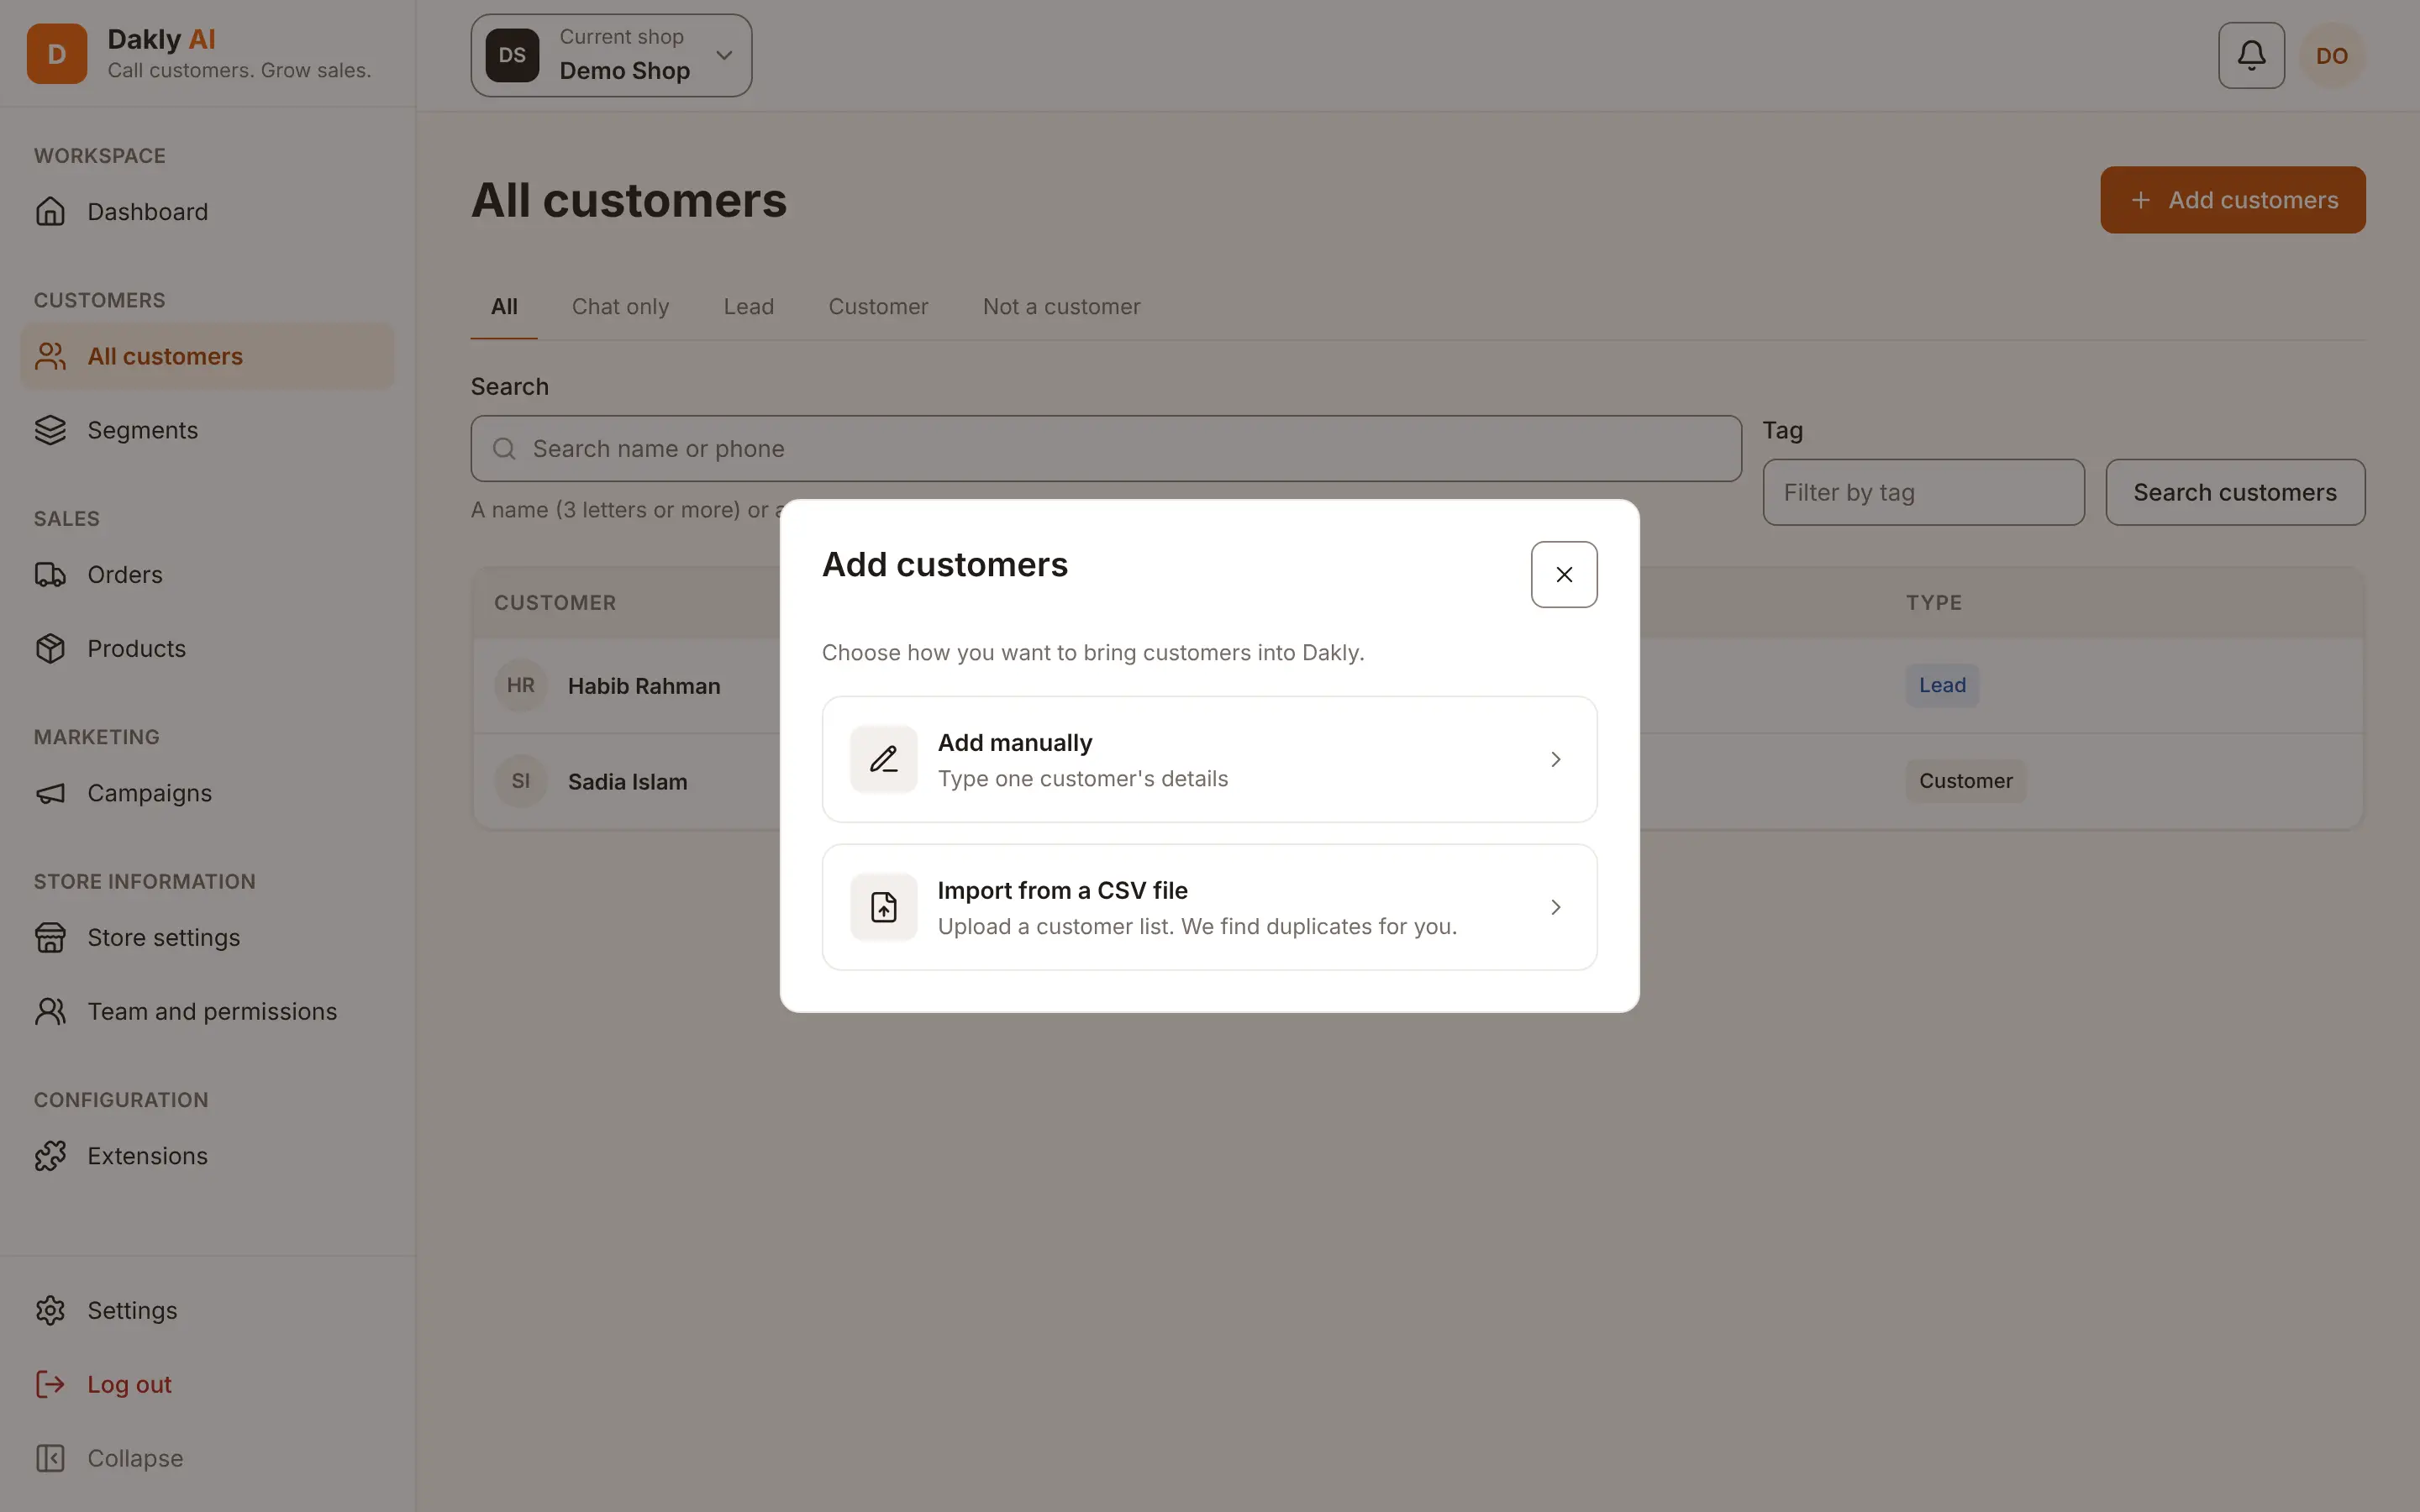 D
Dakly AI
Call customers. Grow sales.
WORKSPACE
Dashboard
CUSTOMERS
All customers
Segments
SALES
Orders
Products
MARKETING
Campaigns
STORE INFORMATION
Store settings
Team and permissions
CONFIGURATION
Extensions
Settings
Log out
Collapse
DS
Current shop
Demo Shop
DO
All customers
+ Add customers
All
Chat only
Lead
Customer
Not a customer
Search
Search name or phone
A name (3 letters or more) or
Tag
Filter by tag
Search customers
CUSTOMER
TYPE
HR
Habib Rahman
Lead
SI
Sadia Islam
Customer
Add customers
Choose how you want to bring customers into Dakly.
Add manually
Type one customer's details
Import from a CSV file
Upload a customer list. We find duplicates for you.